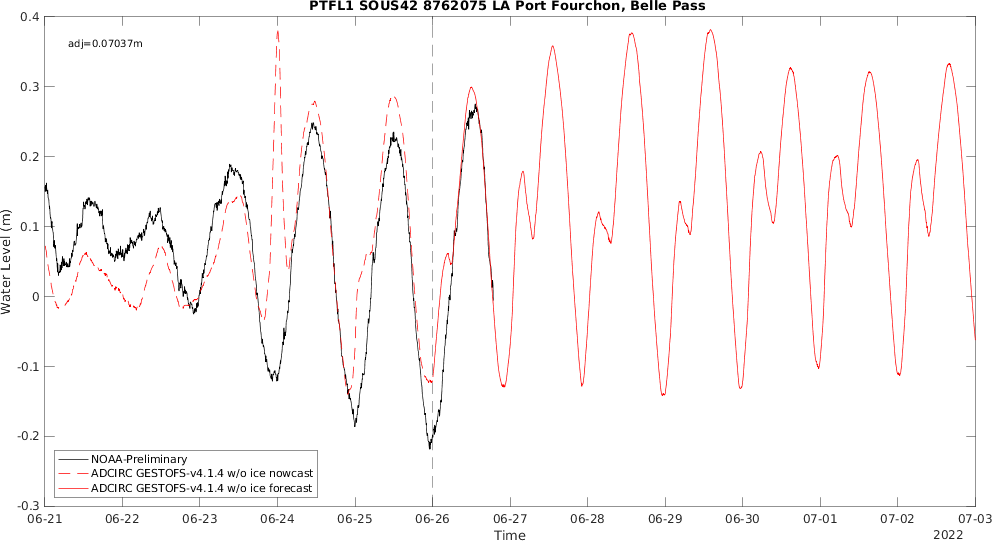 PTFL1 SOUS42 8762075 LA Port Fourchon, Belle Pass
adj=0.07037m
0.4
0.3
0.2
0.1
0
-0.1
-0.2
-0.3
Water Level (m)
NOAA-Preliminary
ADCIRC GESTOFS-v4.1.4 w/o ice nowcast
ADCIRC GESTOFS-v4.1.4 w/o ice forecast
06-21 06-22 06-23 06-24 06-25 06-26 06-27 06-28 06-29 06-30 07-01 07-02 07-03
Time
2022